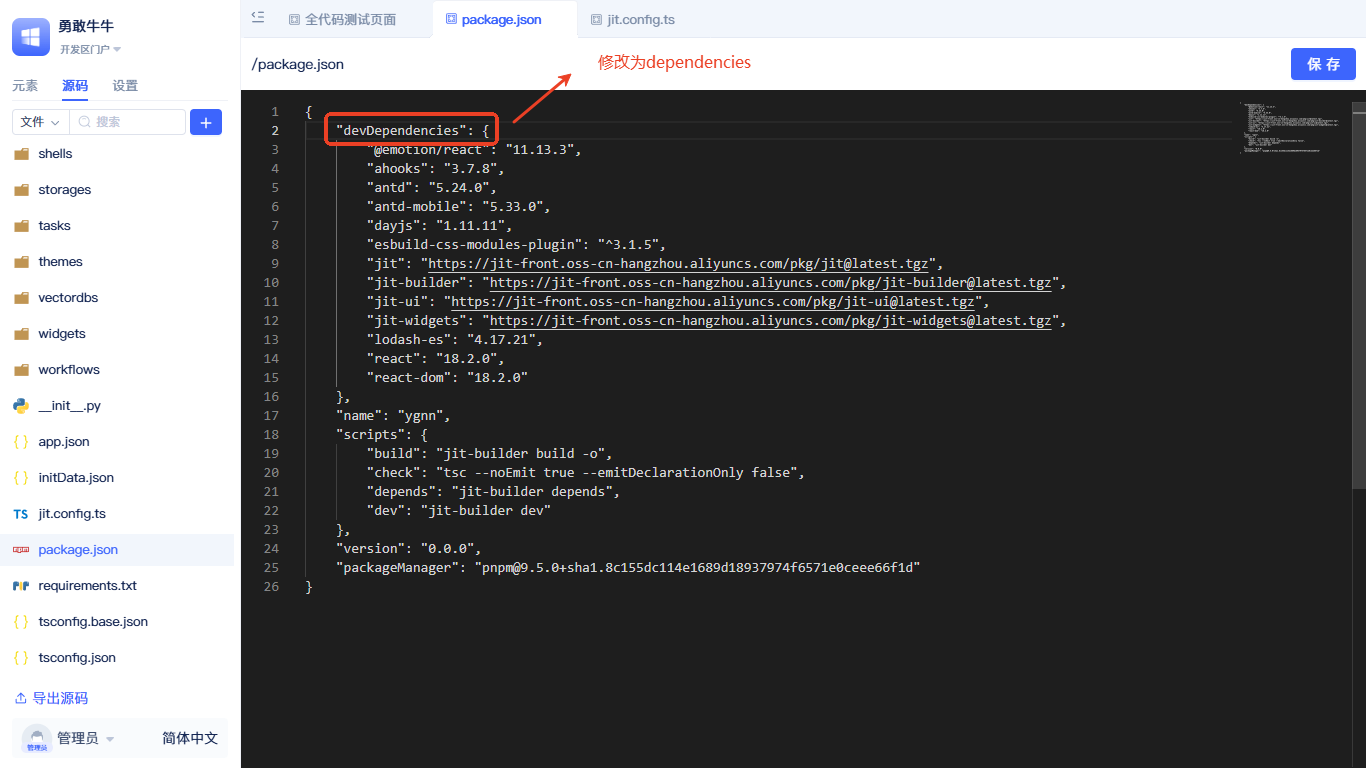 勇敢牛牛
开发区门户
元素 源码 设置
文件 搜索
shells
storages
tasks
themes
vectordbs
widgets
workflows
__init__.py
app.json
initData.json
TS jit.config.ts
package.json
requirements.txt
tsconfig.base.json
tsconfig.json
导出源码
管理员 管理员 简体中文
全代码测试页面 package.json jit.config.ts
/package.json 修改为dependencies 保 存
1 {
2 "devDependencies": {
3 "@emotion/react": "11.13.3",
4 "ahooks": "3.7.8",
5 "antd": "5.24.0",
6 "antd-mobile": "5.33.0",
7 "dayjs": "1.11.11",
8 "esbuild-css-modules-plugin": "^3.1.5",
9 "jit": "https://jit-front.oss-cn-hangzhou.aliyuncs.com/pkg/jit@latest.tgz",
10 "jit-builder": "https://jit-front.oss-cn-hangzhou.aliyuncs.com/pkg/jit-builder@latest.tgz",
11 "jit-ui": "https://jit-front.oss-cn-hangzhou.aliyuncs.com/pkg/jit-ui@latest.tgz",
12 "jit-widgets": "https://jit-front.oss-cn-hangzhou.aliyuncs.com/pkg/jit-widgets@latest.tgz",
13 "lodash-es": "4.17.21",
14 "react": "18.2.0",
15 "react-dom": "18.2.0"
16 },
17 "name": "ygnn",
18 "scripts": {
19 "build": "jit-builder build -o",
20 "check": "tsc --noEmit true --emitDeclarationOnly false",
21 "depends": "jit-builder depends",
22 "dev": "jit-builder dev"
23 },
24 "version": "0.0.0",
25 "packageManager": "pnpm@9.5.0+sha1.8c155dc114e1689d18937974f6571e0ceee66f1d"
26 }